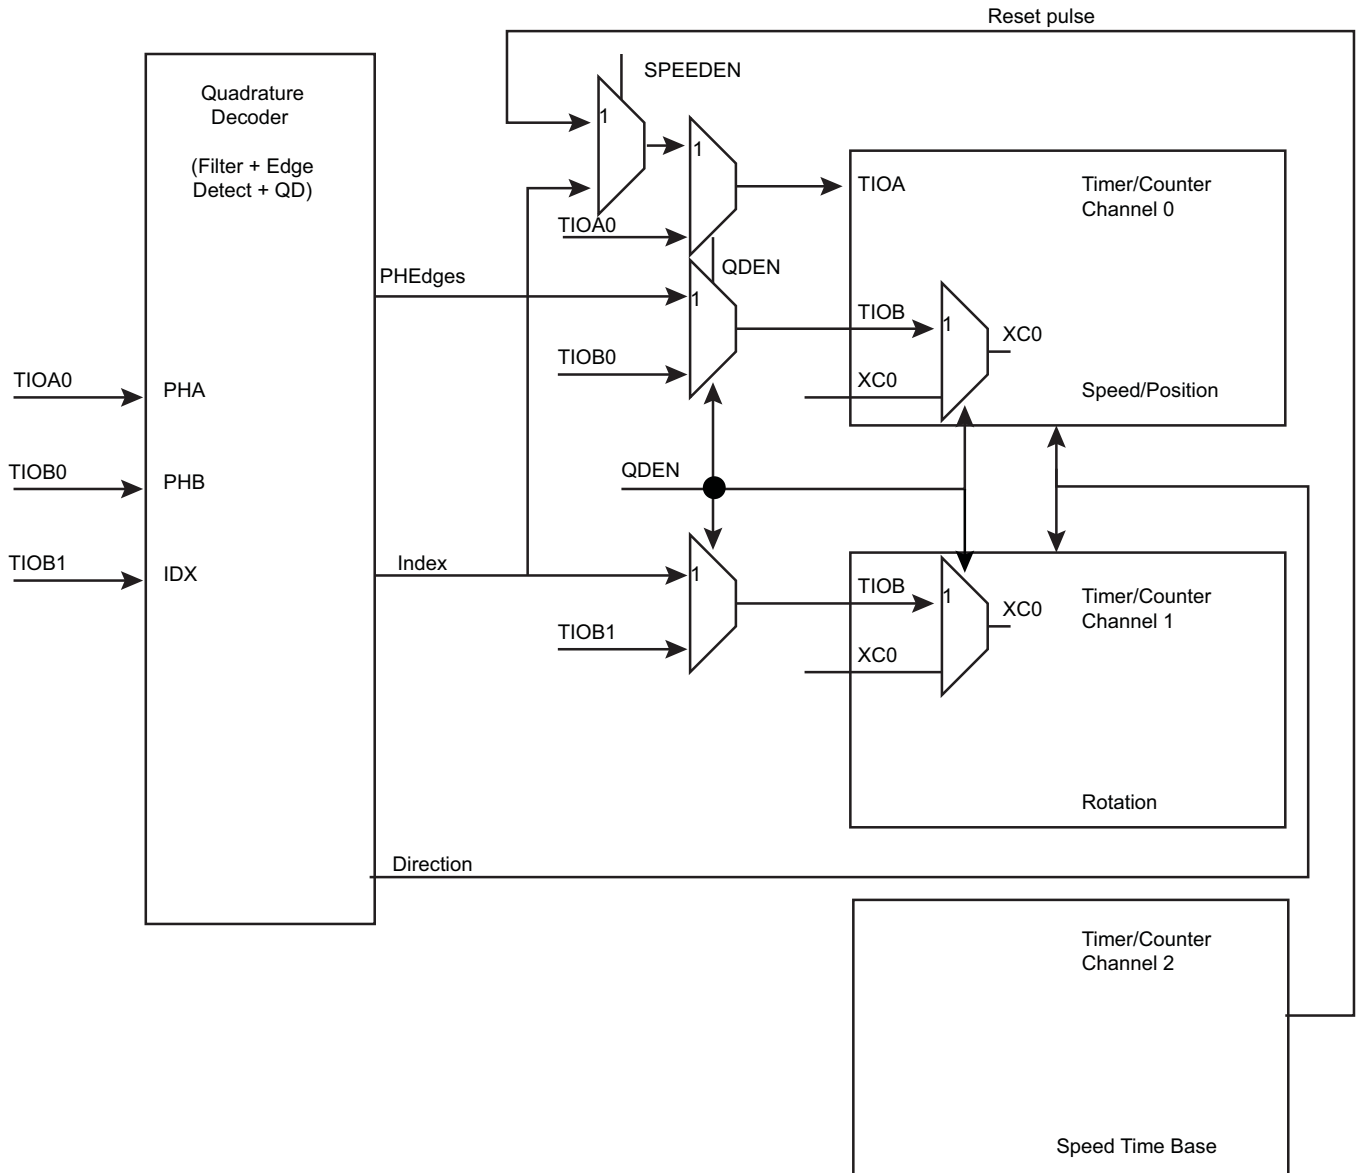 Reset pulse
SPEEDEN
Quadrature
Decoder
(Filter + Edge
Detect + QD)
1
1
TIOA
Timer/Counter
Channel 0
TIOA0
QDEN
PHEdges
1
TIOB
1
XC0
TIOB0
XC0
Speed/Position
TIOA0
PHA
TIOB0
PHB
QDEN
TIOB1
IDX
Index
1
TIOB
1
XC0
Timer/Counter
Channel 1
TIOB1
XC0
Rotation
Direction
Timer/Counter
Channel 2
Speed Time Base